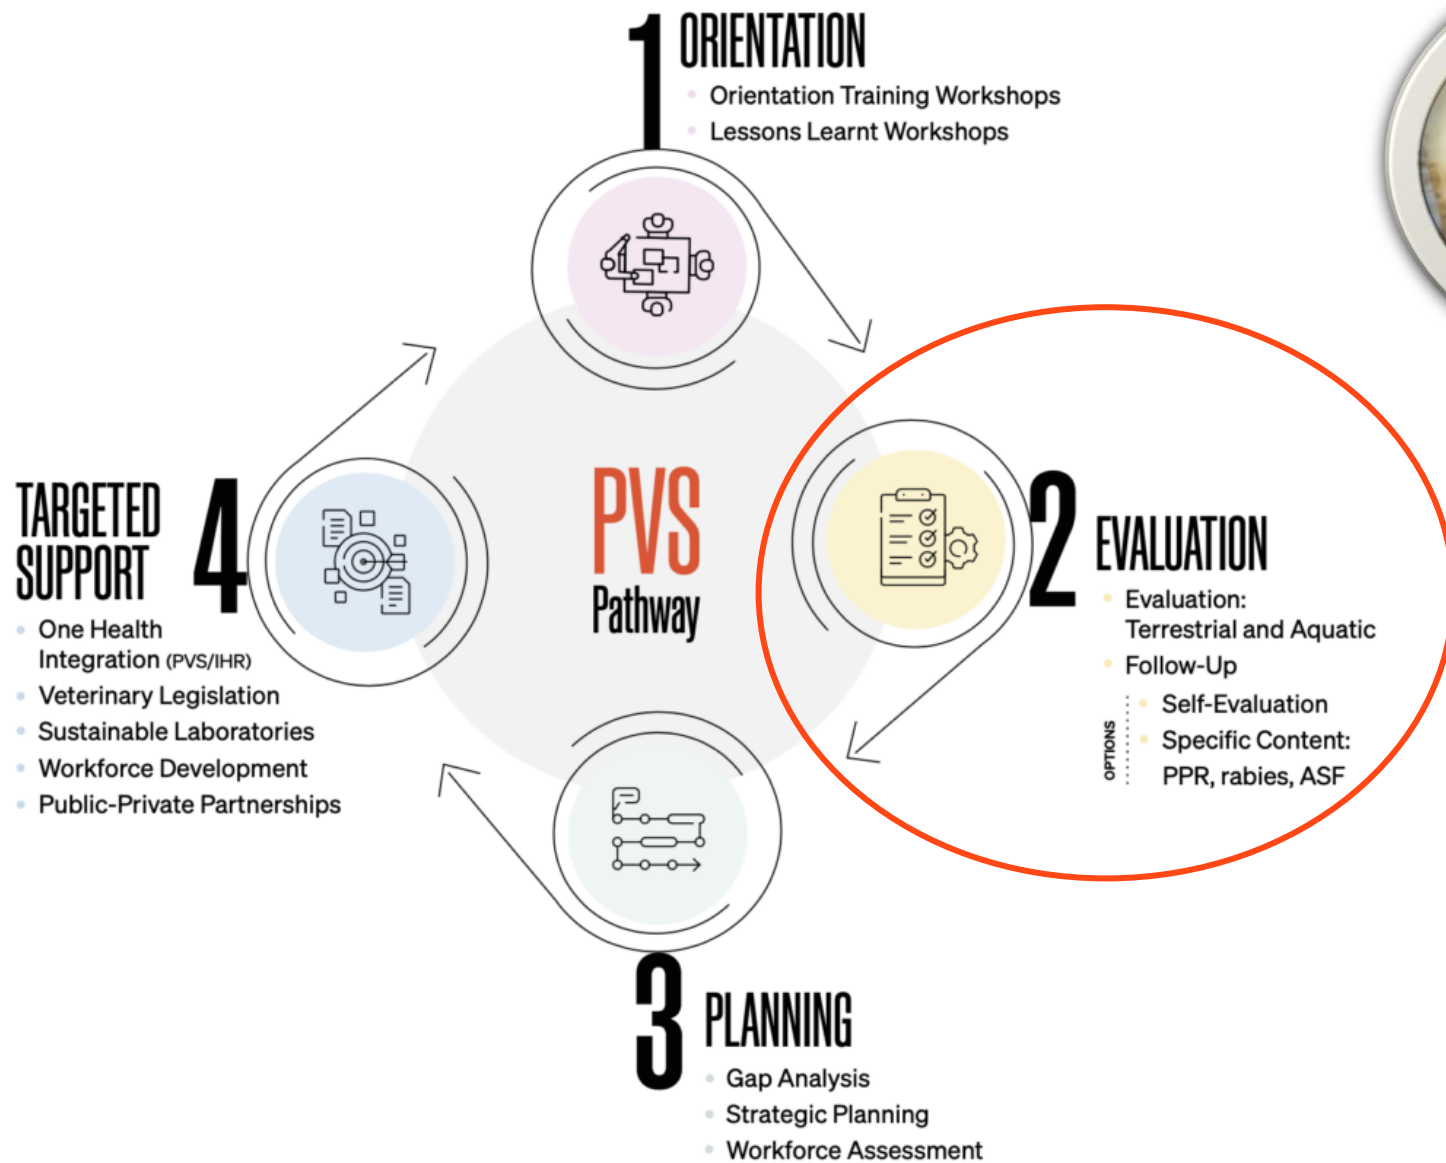 1 ORIENTATION
Orientation Training Workshops
Lessons Learnt Workshops
PVS
Pathway
2 EVALUATION
Evaluation:
Terrestrial and Aquatic
Follow-Up
OPTIONS
Self-Evaluation
Specific Content:
PPR, rabies, ASF
3 PLANNING
Gap Analysis
Strategic Planning
Workforce Assessment
TARGETED
SUPPORT
4
One Health
Integration (PVS/IHR)
Veterinary Legislation
Sustainable Laboratories
Workforce Development
Public-Private Partnerships